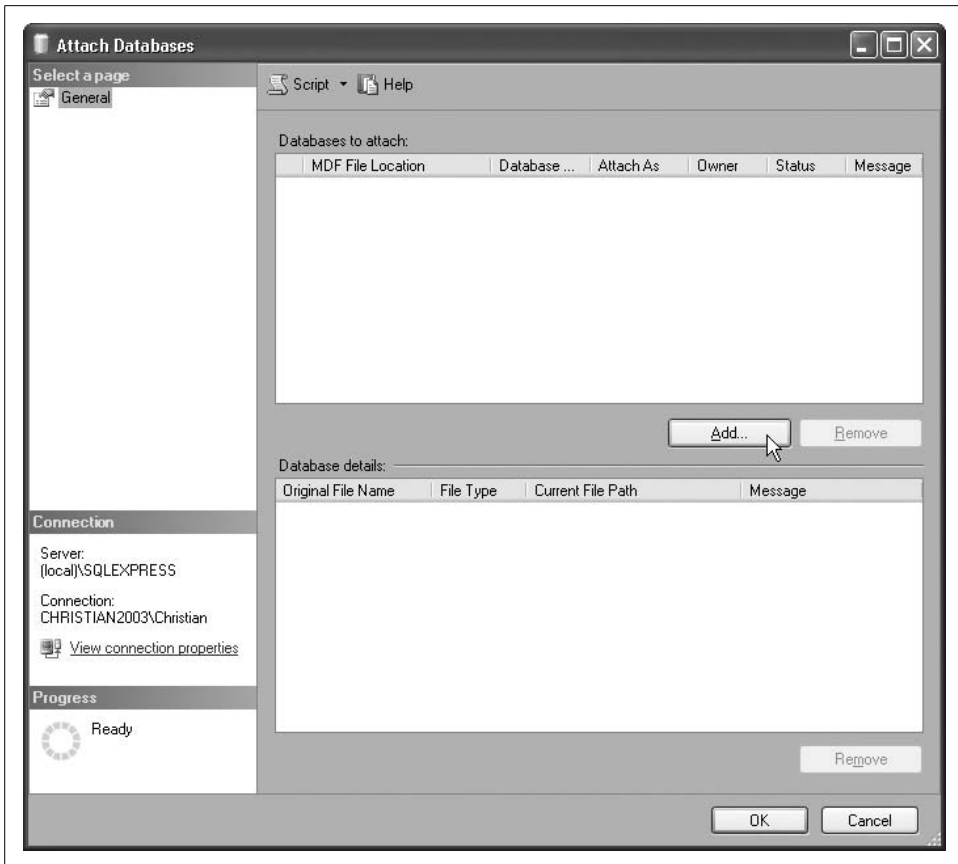 Attach Databases
Select a page
General
Script
Help
Databases to attach:
MDF File Location
Database ...
Attach As
Owner
Status
Message
Add...
Remove
Database details:
Original File Name
File Type
Current File Path
Message
Connection
Server:
(local)\SQLEXPRESS
Connection:
CHRISTIAN2003\Christian
View connection properties
Progress
Ready
Remove
OK
Cancel